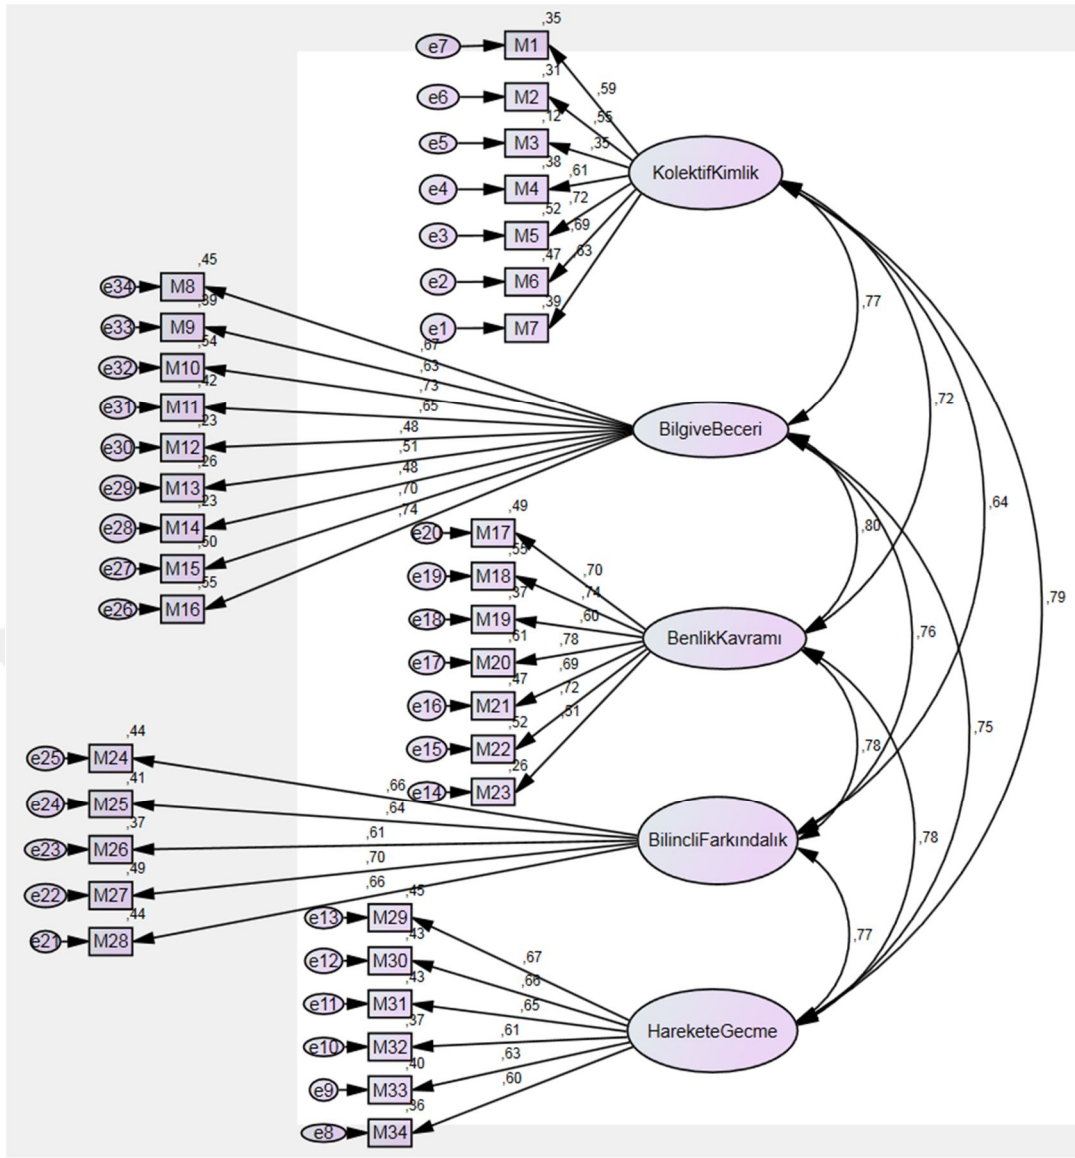 ,35
e7 M1
,59
,31
e6 M2
,55
,12
e5 M3
,35
KolektifKimlik
,38
e4 M4
,61
,52
,72
e3 M5
,69
,47
,63
e2 M6
,39
e1 M7
,77
,45
e34 M8
,39
e33 M9
,67
,54
,63
e32 M10
,42
,73
e31 M11
,65
,72
,23
e30 M12
,48
BilgiveBeceri
,26
,51
e29 M13
,48
,23
e28 M14
,70
,50
,74
e27 M15
,55
e26 M16
,64
,80
,49
e20 M17
,55
,70
e19 M18
,74
,37
,60
e18 M19
,79
,61
,78
BenlikKavramı
,76
e17 M20
,69
,47
,72
e16 M21
,51
,52
e15 M22
,26
e14 M23
,75
,78
,44
e25 M24
,66
,41
,64
e24 M25
,37
,61
BilincliFarkındalık
,78
e23 M26
,49
,70
e22 M27
,44
,66
e21 M28
,45
e13 M29
,43
,67
,77
e12 M30
,43
,66
e11 M31
,65
,37
,61
HareketeGecme
e10 M32
,63
,40
,60
e9 M33
,36
e8 M34